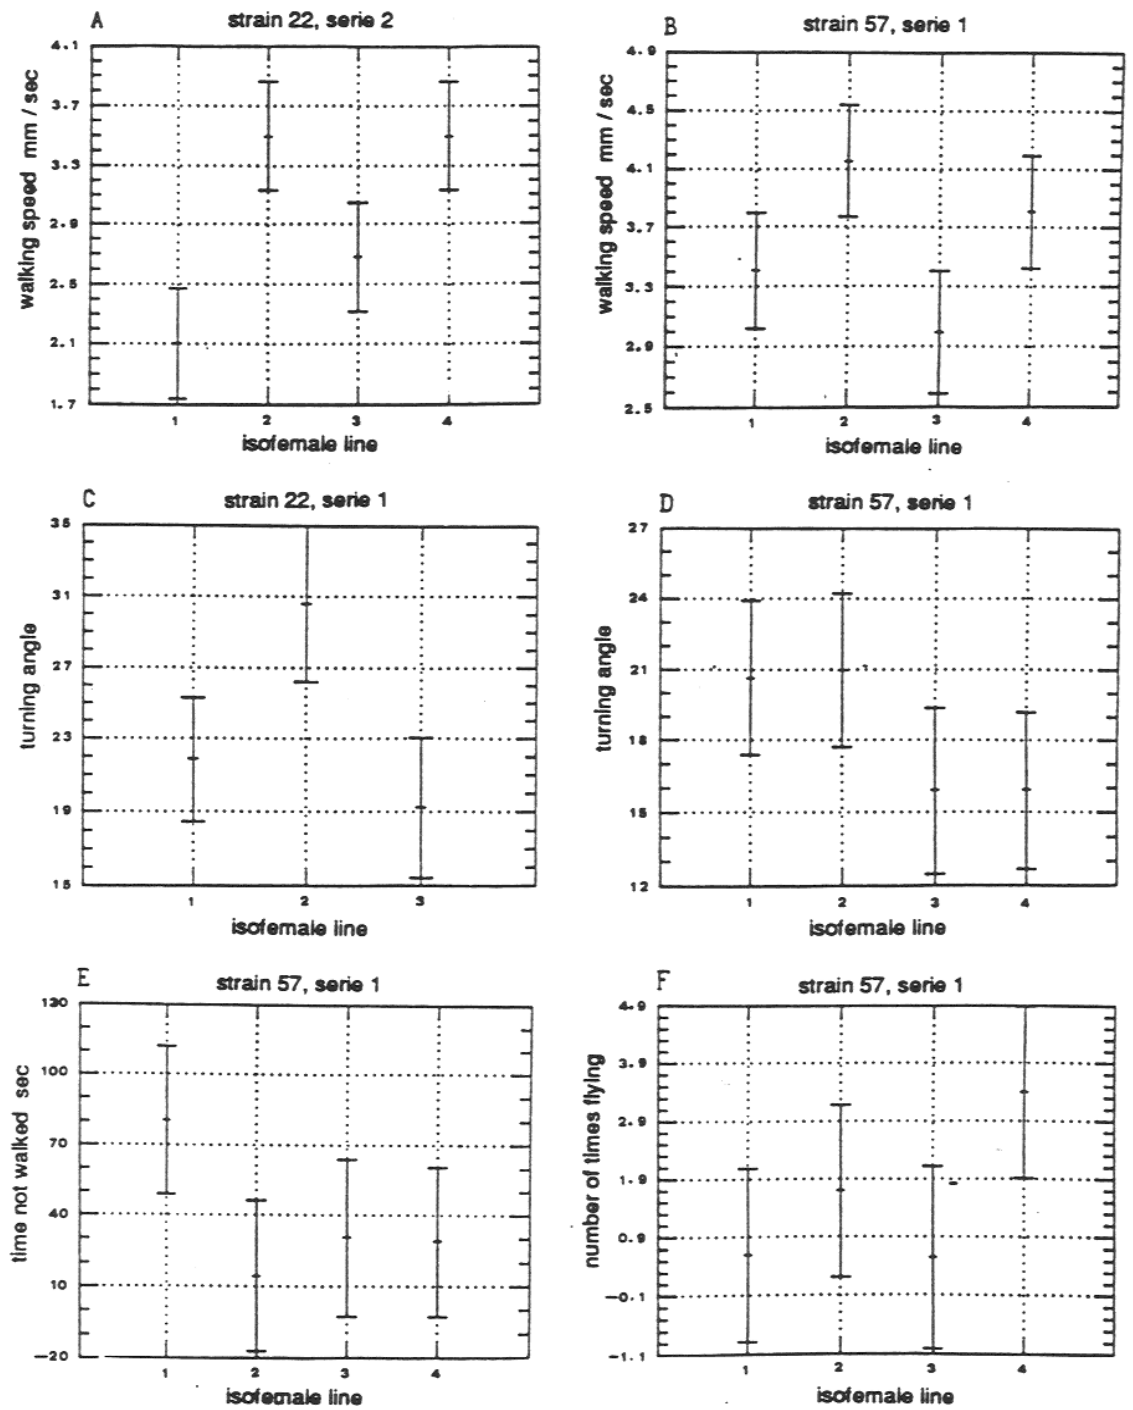 A
strain 22, serie 2
walking speed mm / sec
4.1
3.7
3.3
2.9
2.5
2.1
1.7
1 2 3 4
isofemale line
B
strain 57, serie 1
walking speed mm / sec
4.9
4.5
4.1
3.7
3.3
2.9
2.5
1 2 3 4
isofemale line
C
strain 22, serie 1
turning angle
35
31
27
23
19
15
1 2 3
isofemale line
D
strain 57, serie 1
turning angle
27
24
21
18
15
12
1 2 3 4
isofemale line
E
strain 57, serie 1
time not walked sec
130
100
70
40
10
-20
1 2 3 4
isofemale line
F
strain 57, serie 1
number of times flying
4.9
3.9
2.9
1.9
0.9
-0.1
-1.1
1 2 3 4
isofemale line